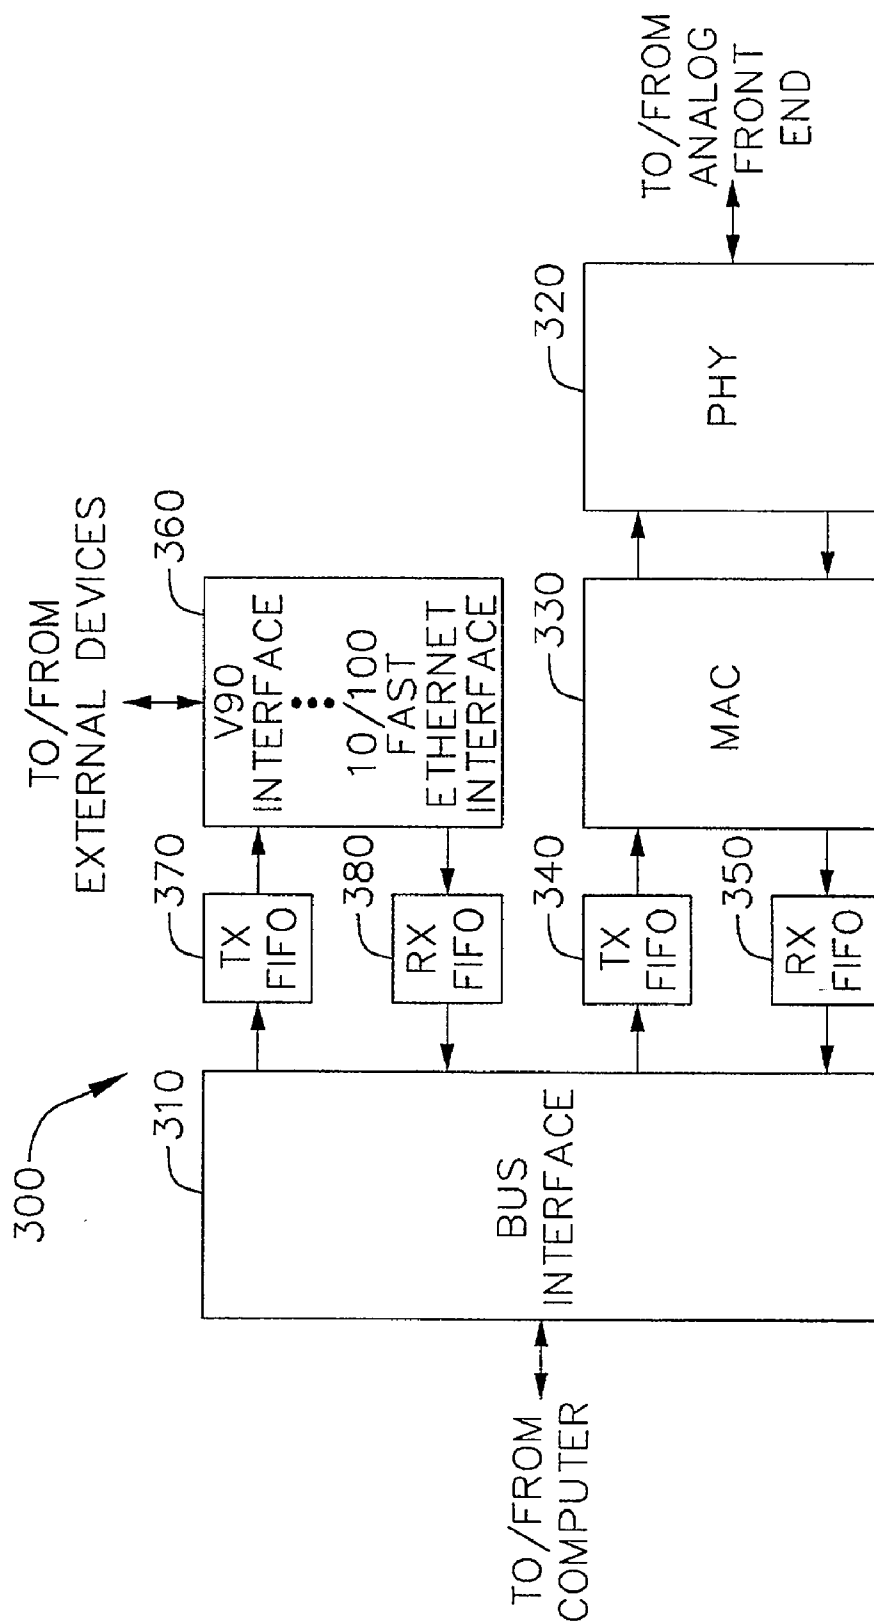 300
310
BUS
INTERFACE
TO/FROM
COMPUTER
370
TX
FIFO
380
RX
FIFO
340
TX
FIFO
350
RX
FIFO
TO/FROM
EXTERNAL DEVICES
360
V90
INTERFACE
10/100
FAST
ETHERNET
INTERFACE
330
MAC
320
PHY
TO/FROM
ANALOG
FRONT
END